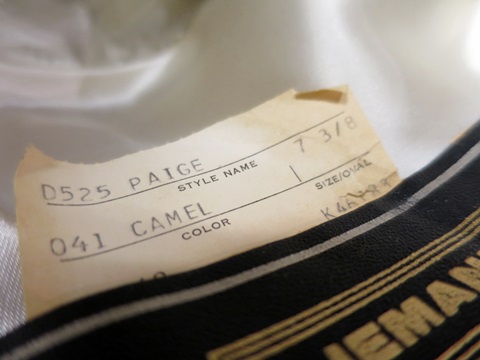 D525 PAIGE 7 3/8
STYLE NAME SIZE/OVAL
041 CAMEL
COLOR